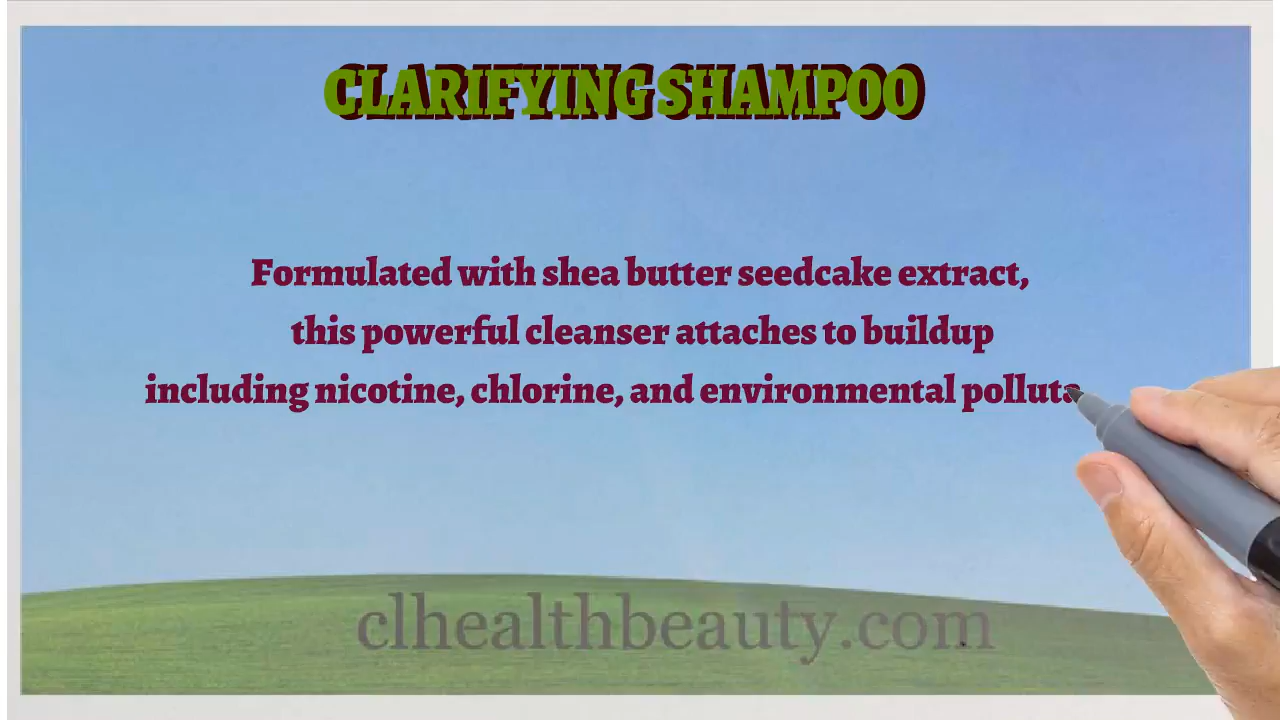 CLARIFYING SHAMPOO
Formulated with shea butter seedcake extract,
this powerful cleanser attaches to buildup
including nicotine, chlorine, and environmental polluta
clhealthbeauty.com